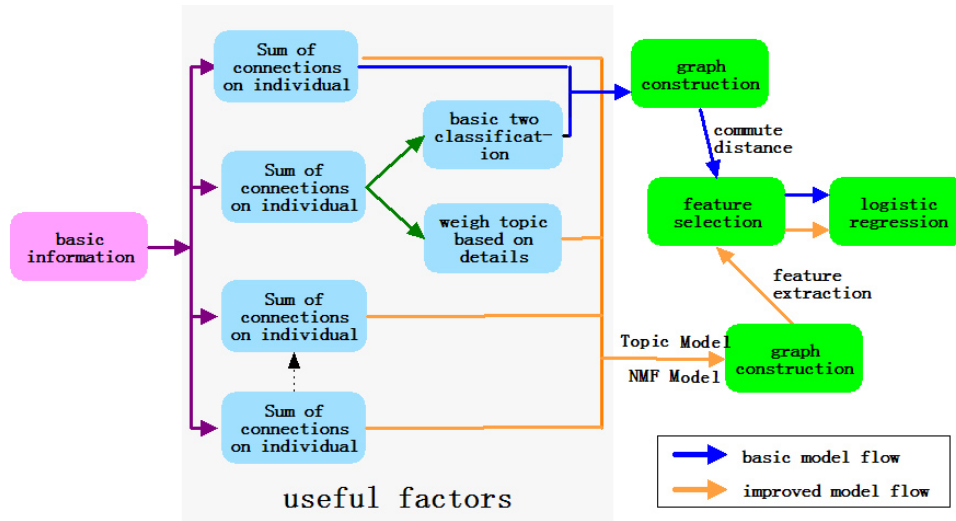 Sum of
connections
on individual
graph
construction
basic two
classificat-
ion
commute
distance
Sum of
connections
on individual
feature
selection
logistic
regression
weigh topic
based on
details
basic
information
feature
extraction
Sum of
connections
on individual
Topic Model
NMF Model
graph
construction
Sum of
connections
on individual
basic model flow
improved model flow
useful factors